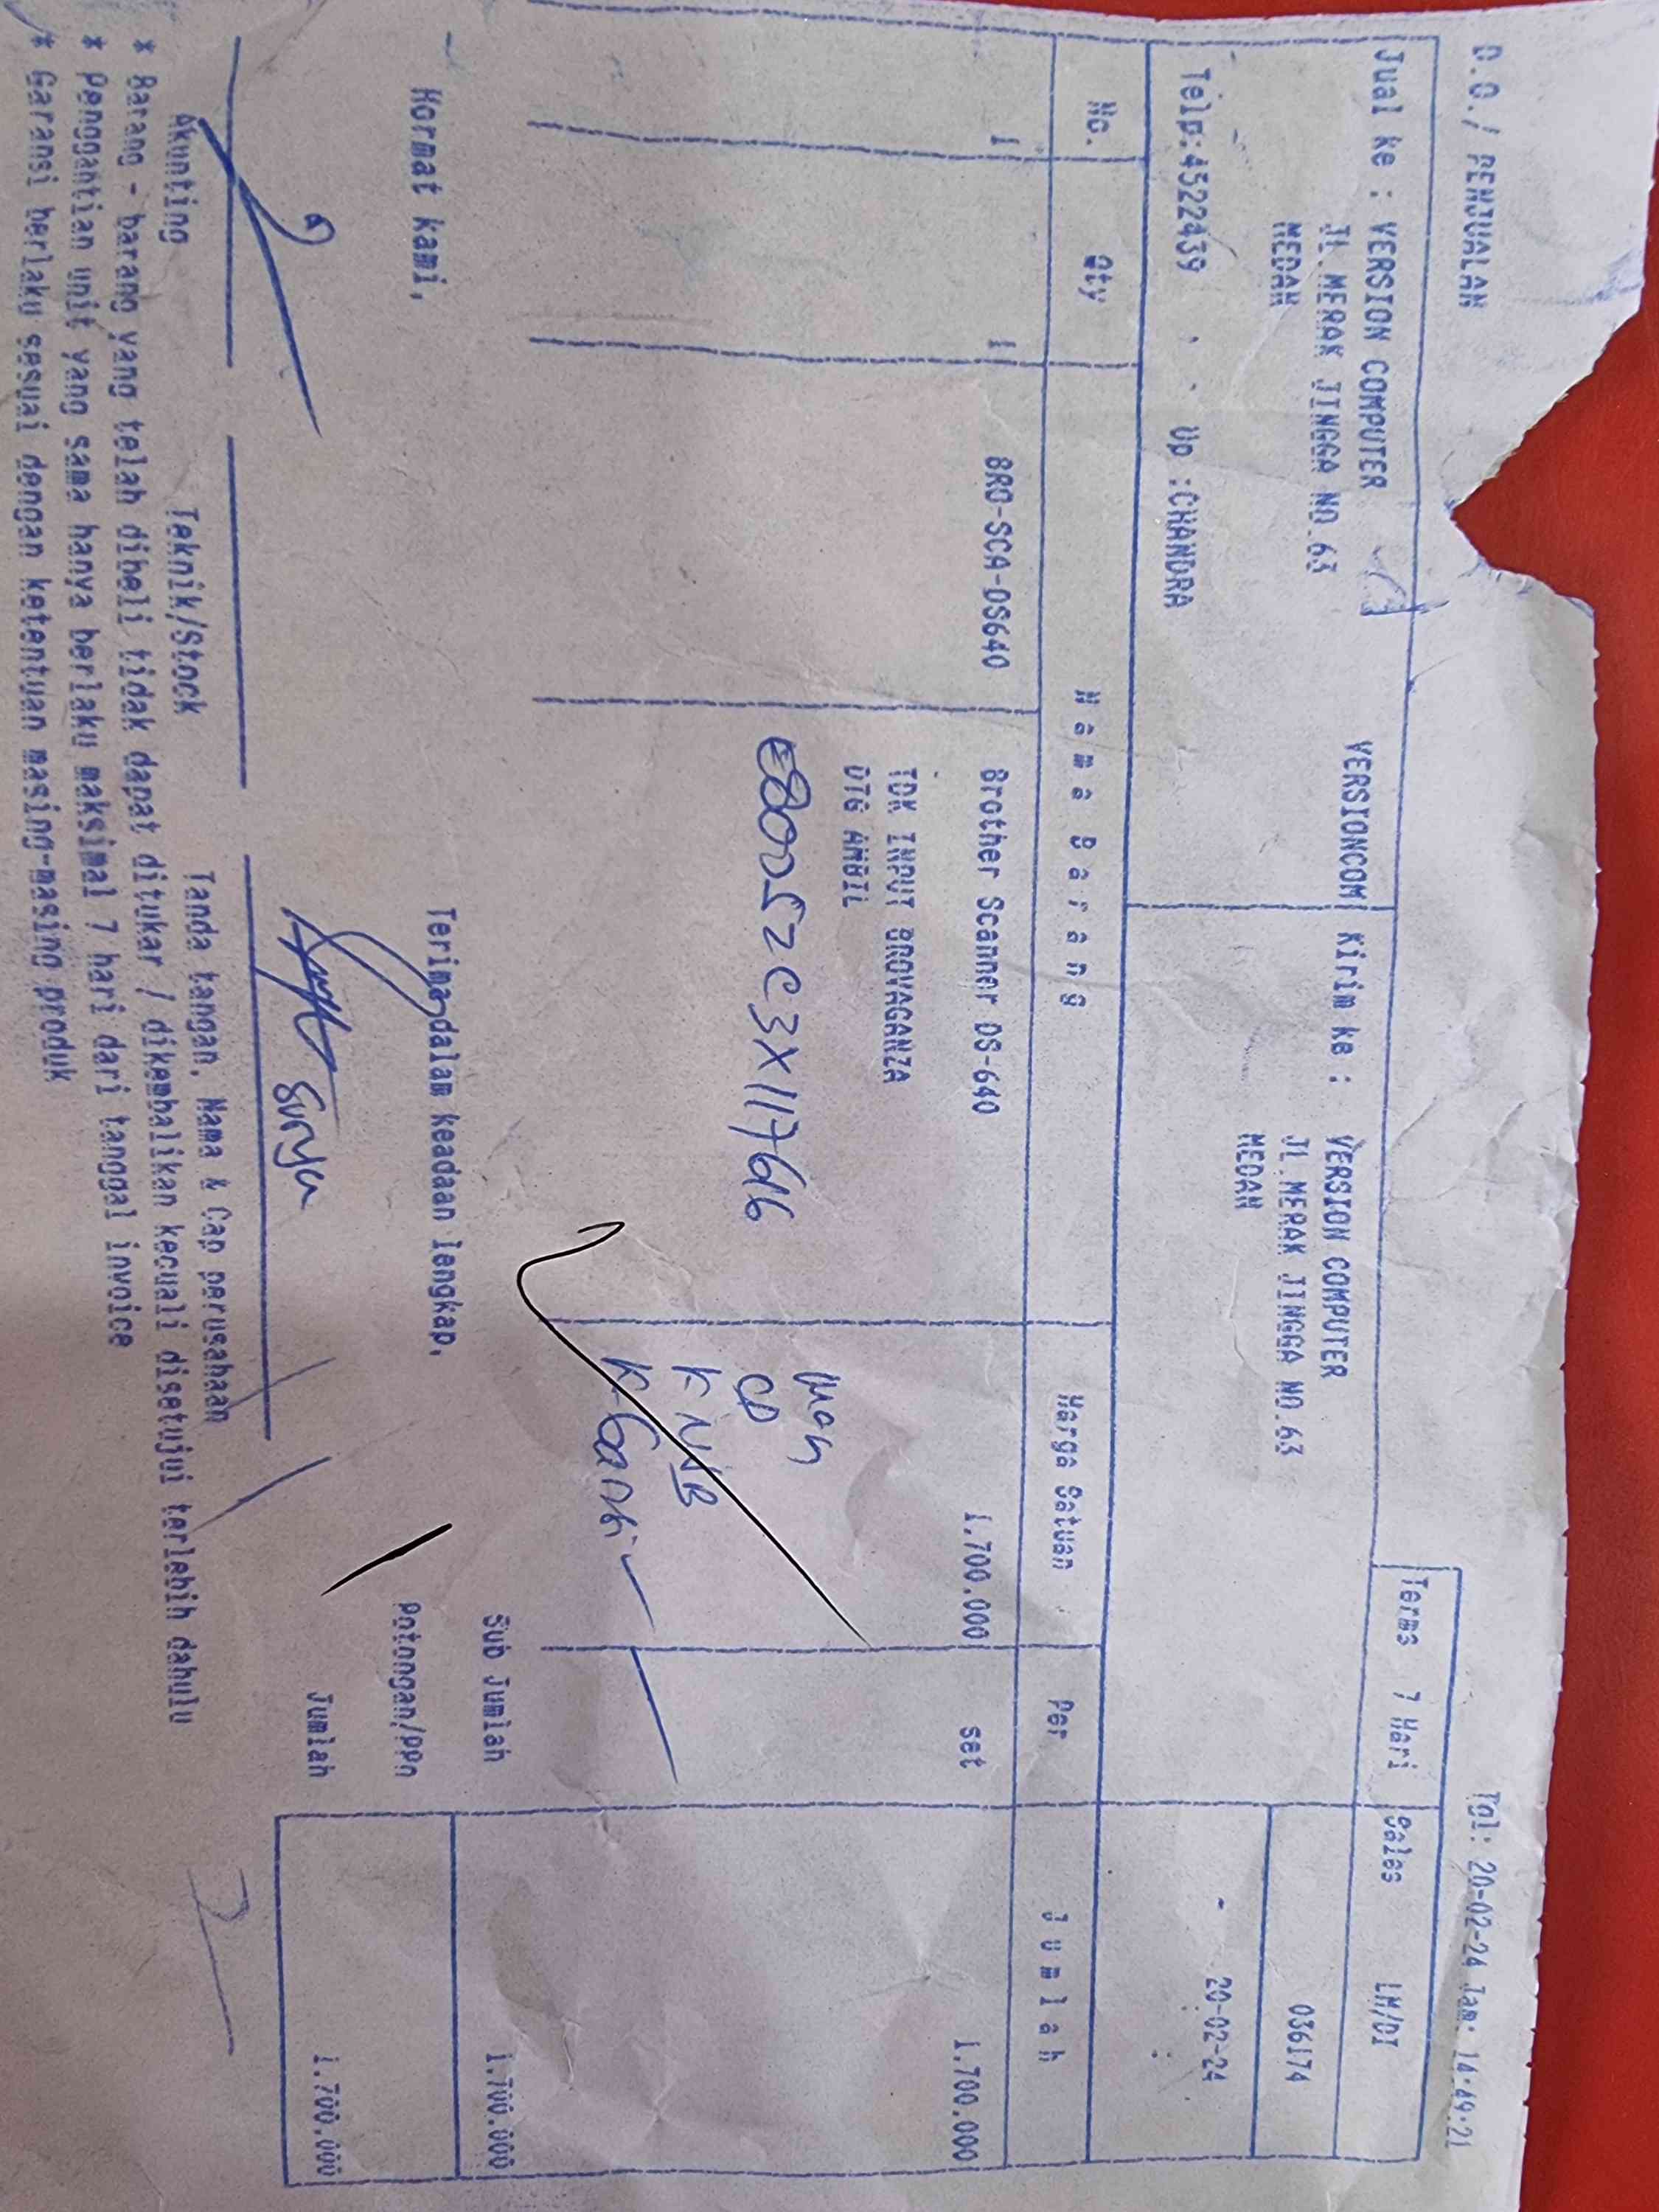 D.O./ PENJUALAN
Tgl: 20-02-24 Jam: 14:49:21
Jual ke : VERSION COMPUTER VERSIONCOM
JL.MERAK JINGGA NO.63
MEDAN
Telp:4522439 Up :CHANDRA
Kirim ke : VERSION COMPUTER
JL.MERAK JINGGA NO.63
MEDAN
Terms 7 Hari Sales LM/DI
036174
- 20-02-24
No. Qty Nama Barang Harga Satuan Per Jumlah
1 1 BRO-SCA-DS640 Brother Scanner DS-640 1.700.000 set 1.700.000
TDK INPUT BROVAGANZA
DTG AMBIL
CD
K NNB
Sub Jumlah 1.700.000
Hormat kami, Terima dalam keadaan lengkap,
Potongan/PPn
Jumlah 1.700.000
Surya
Akunting Teknik/Stock Tanda tangan, Nama & Cap perusahaan
* Barang - barang yang telah dibeli tidak dapat ditukar / dikembalikan kecuali disetujui terlebih dahulu
* Penggantian unit yang sama hanya berlaku maksimal 7 hari dari tanggal invoice
* Garansi berlaku sesuai dengan ketentuan masing-masing produk